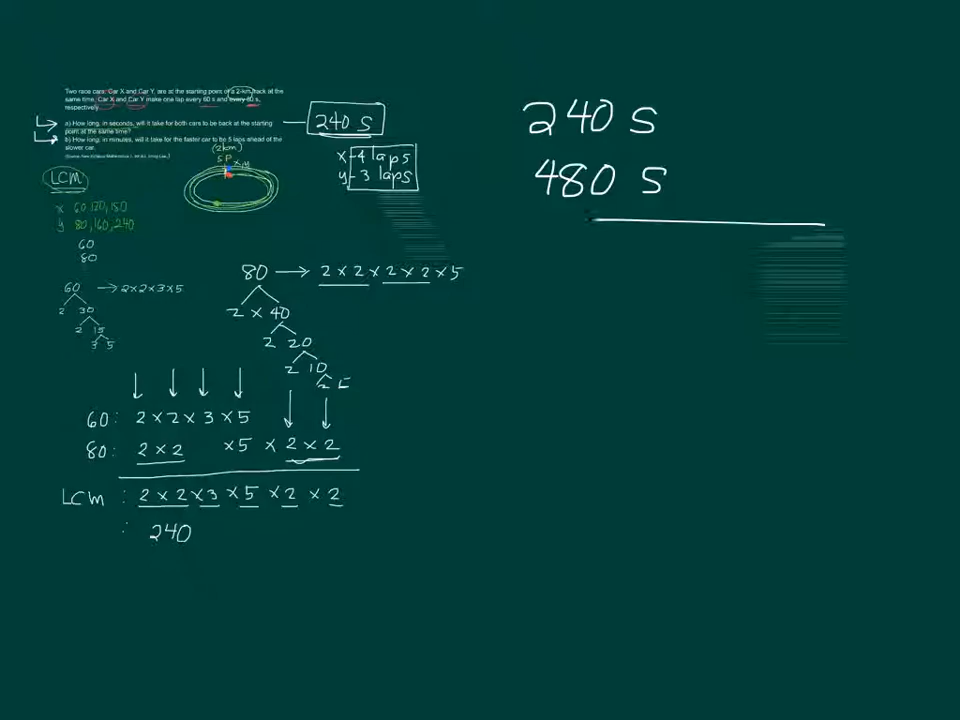 Two race cars, Car X and Car Y, are at the starting point of a 2-km track at the
same time. Car X and Car Y make one lap every 60 s and every 80 s,
respectively.
a) How long, in seconds, will it take for both cars to be back at the starting
point at the same time?
b) How long, in minutes, will it take for the faster car to be 5 laps ahead of the
slower car.
240 s
x - 4 laps
y - 3 laps
(2km)
S P
X Y
LCM
x 60,120,180
y 80,160,240
60
80
60 → 2×2×3×5
2 30
2 15
3 5
80 → 2 × 2 × 2 × 2 × 5
2 × 40
2 20
2 10
2 5
60: 2 × 2 × 3 × 5
80: 2 × 2 × 5 × 2 × 2
LCM : 2 × 2 × 3 × 5 × 2 × 2
: 240
240 s
480 s